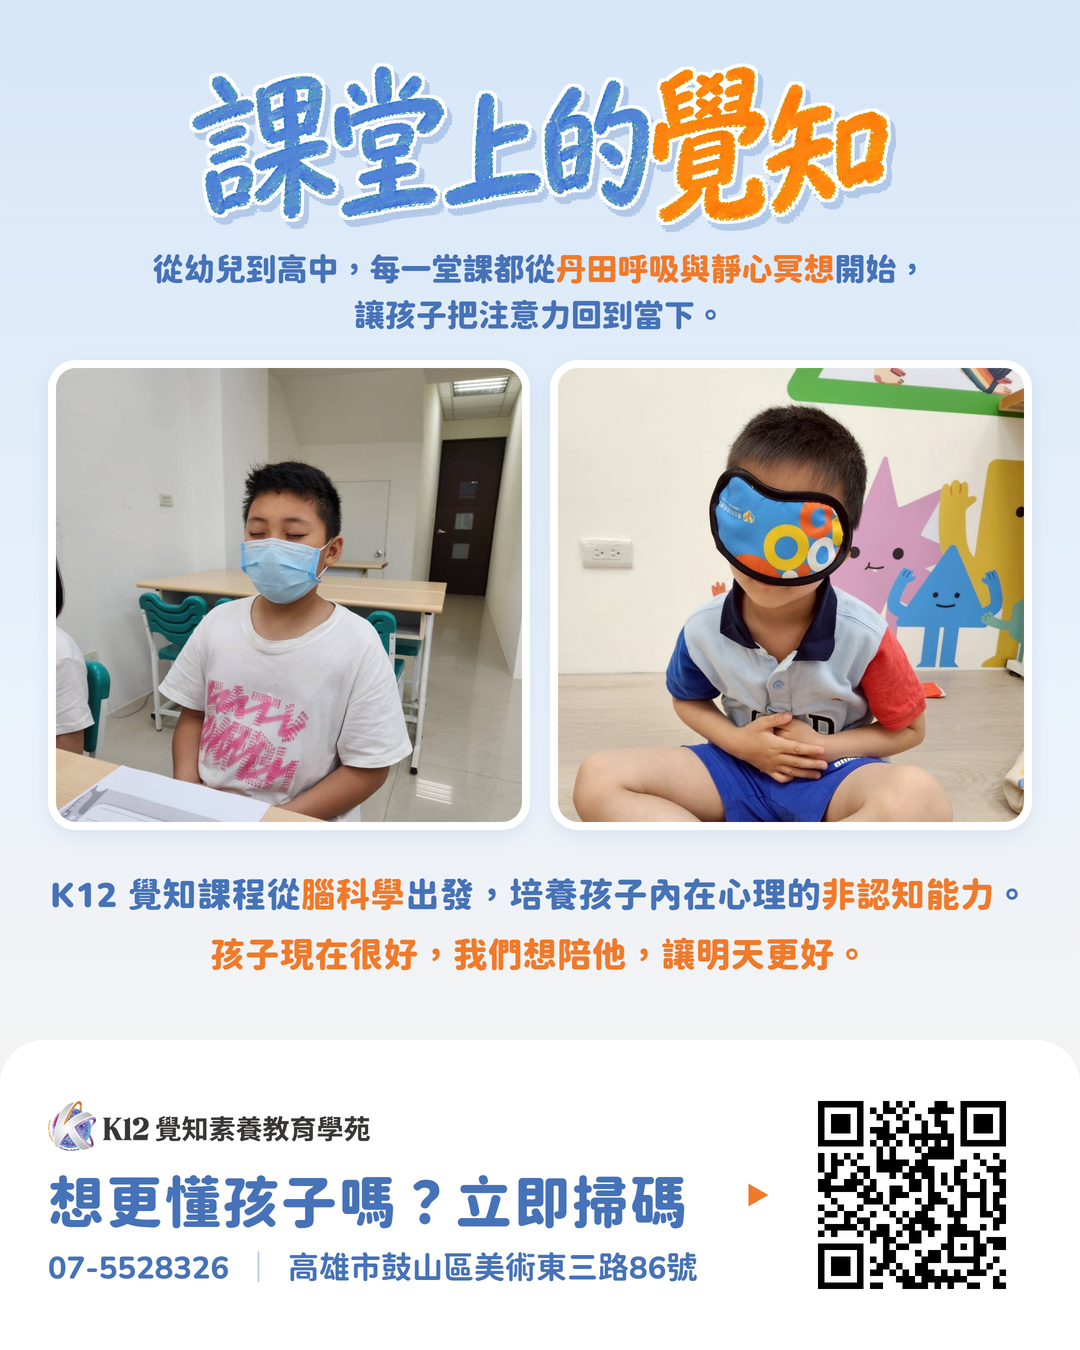 課堂上的覺知
從幼兒到高中，每一堂課都從丹田呼吸與靜心冥想開始，
讓孩子把注意力回到當下。
K12 覺知課程從腦科學出發，培養孩子內在心理的非認知能力。
孩子現在很好，我們想陪他，讓明天更好。
K12 覺知素養教育學苑
想更懂孩子嗎？立即掃碼
07-5528326 | 高雄市鼓山區美術東三路86號